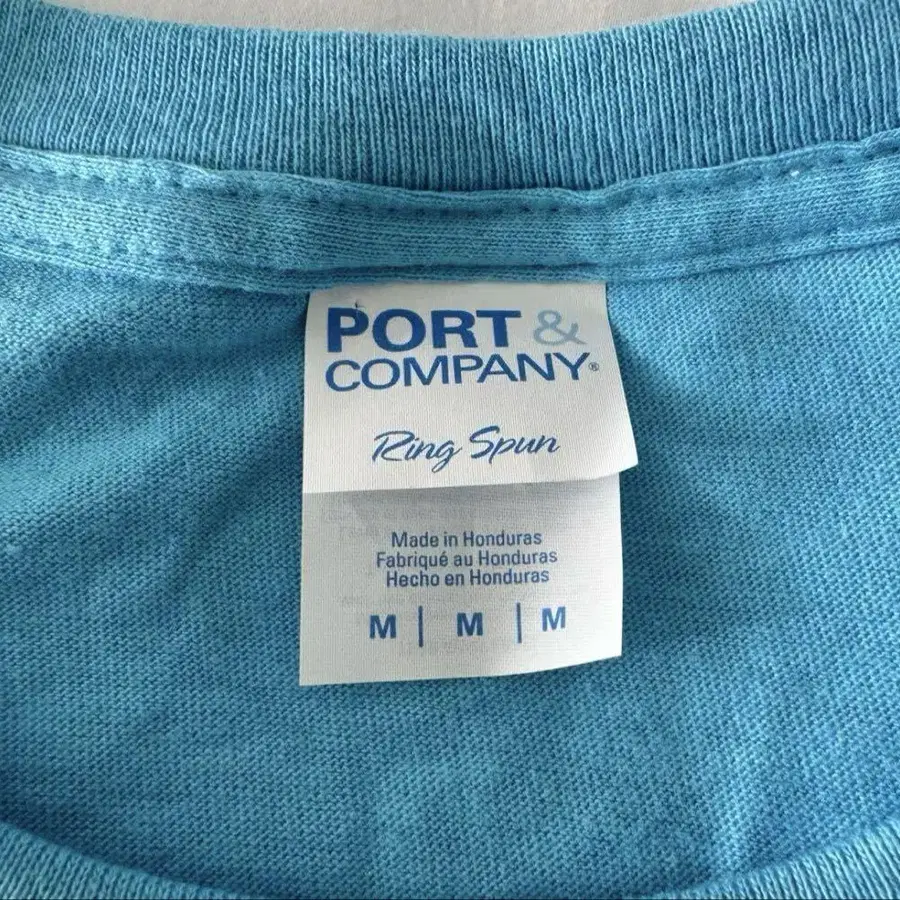 PORT &
COMPANY®
Ring Spun
Made in Honduras
Fabriqué au Honduras
Hecho en Honduras
M | M | M